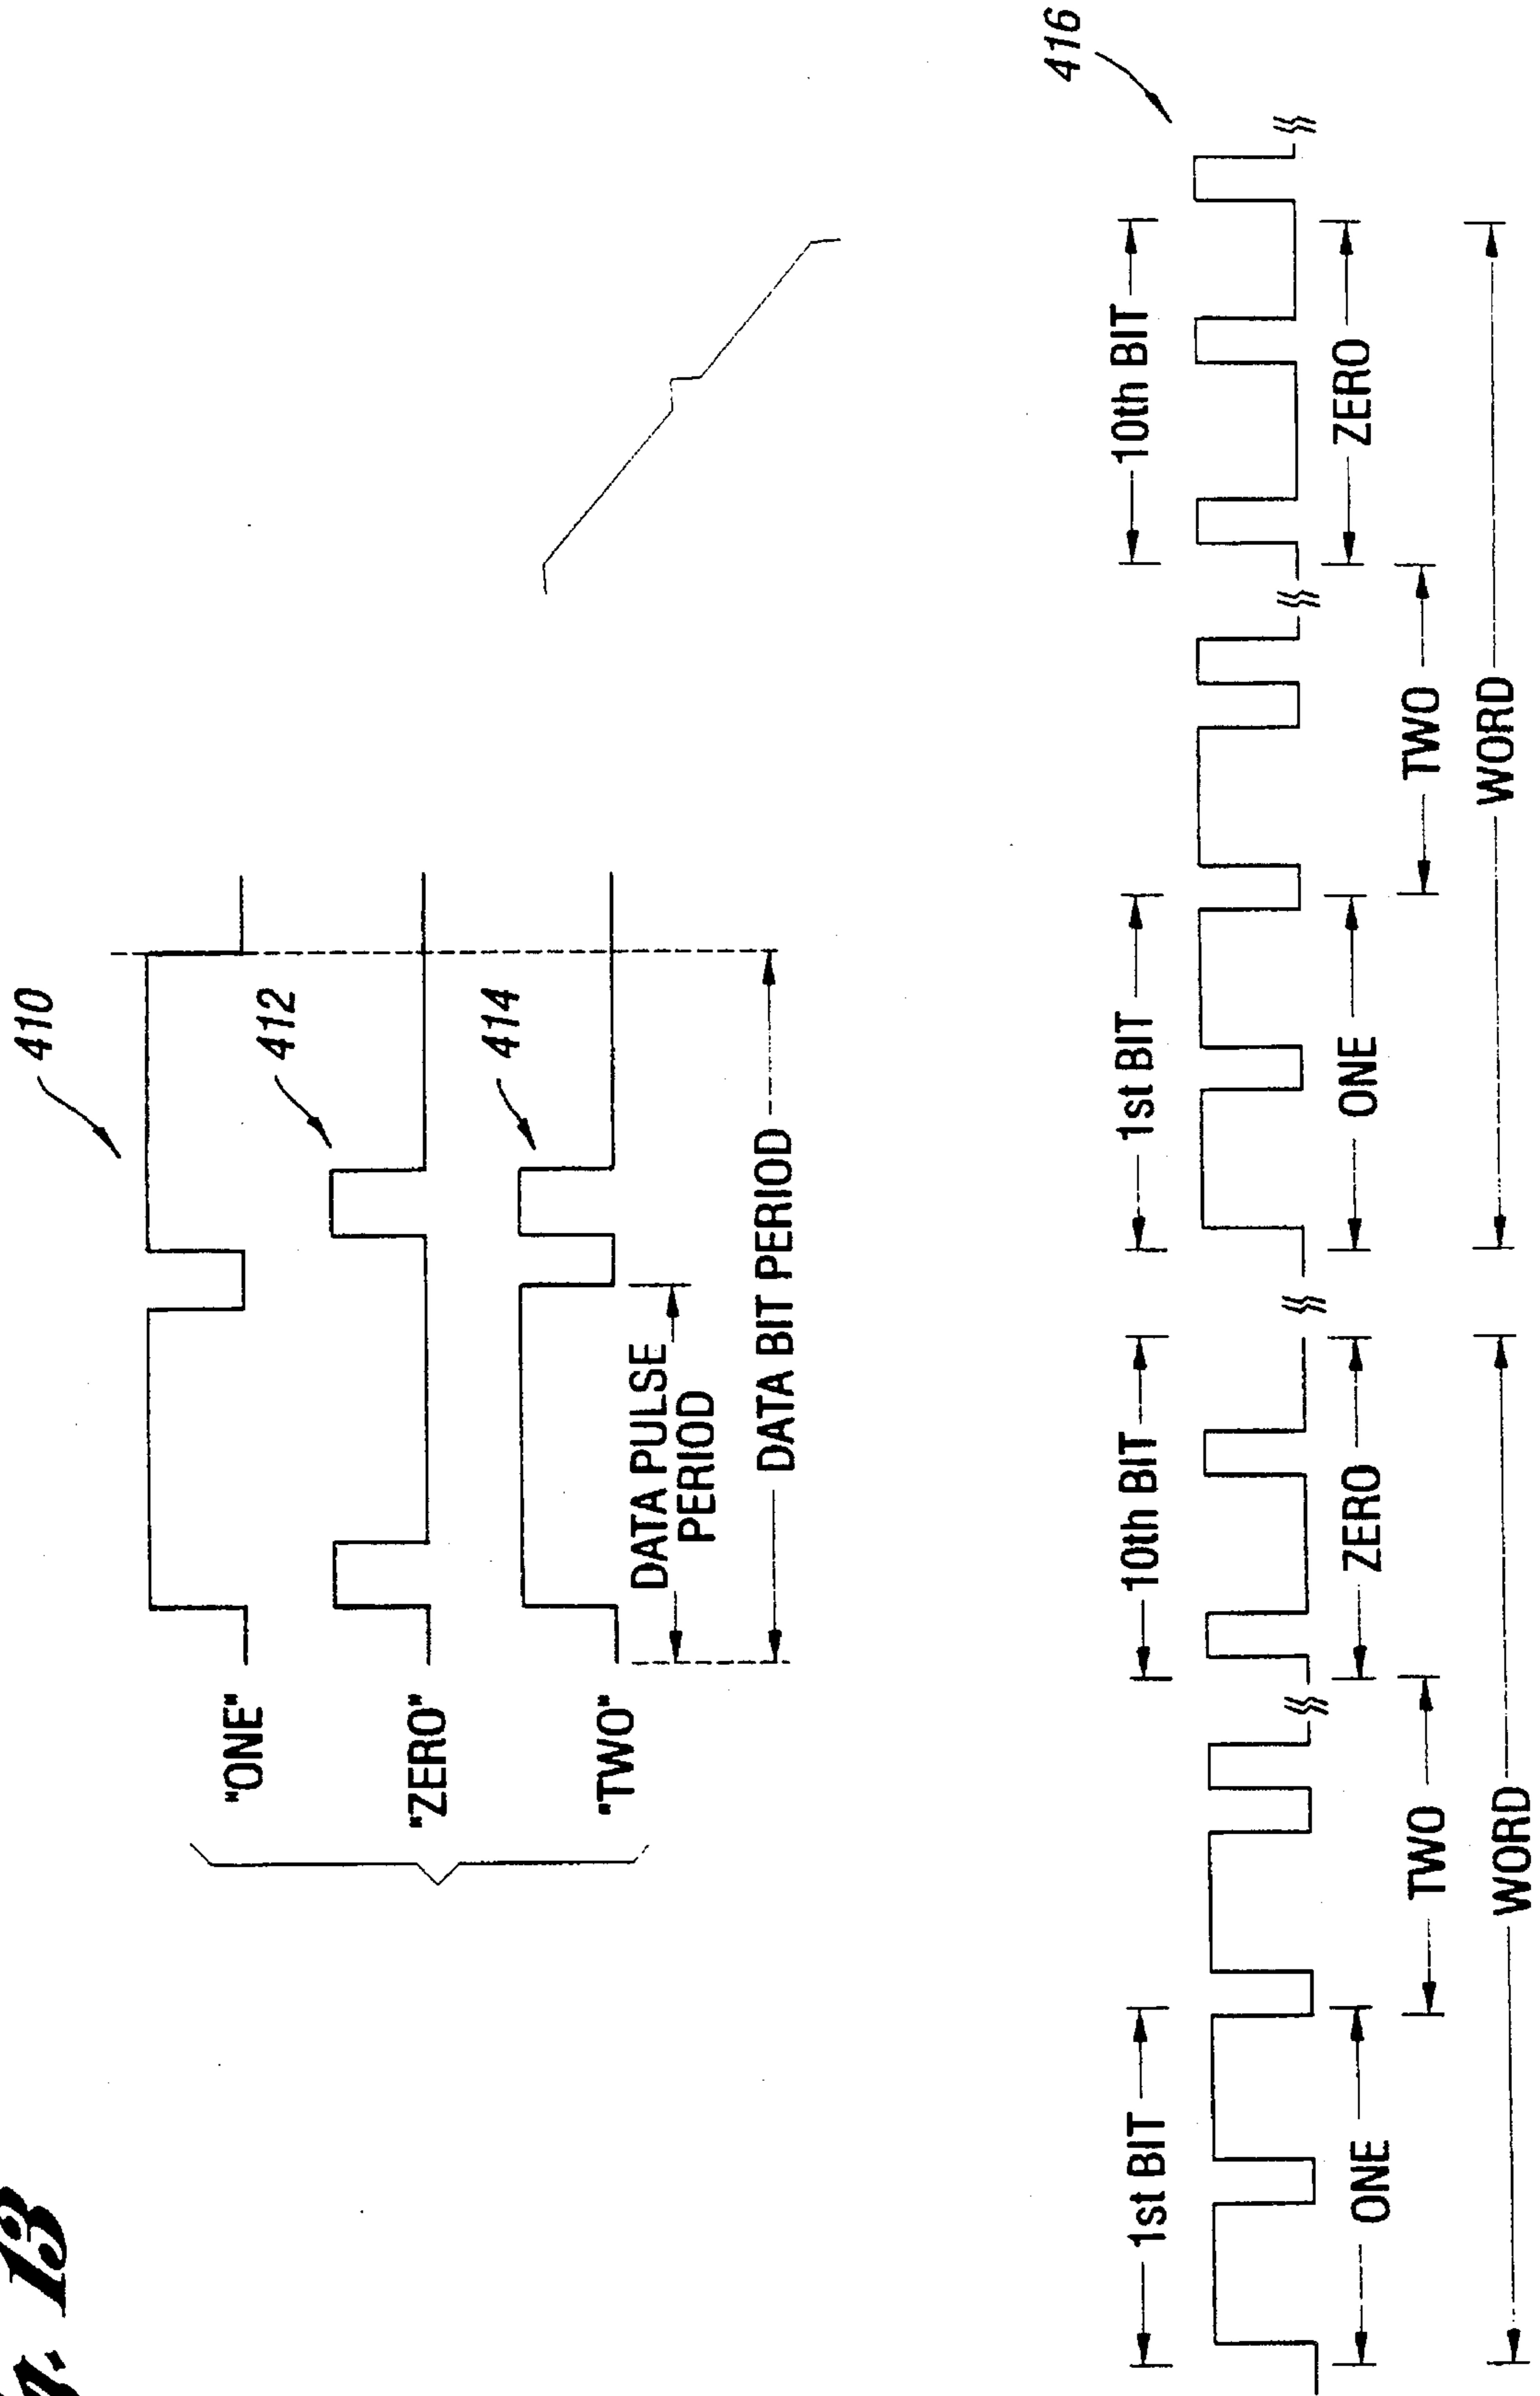 13
410
"ONE"
412
"ZERO"
414
"TWO"
DATA PULSE
PERIOD
DATA BIT PERIOD
416
1st BIT
10th BIT
1st BIT
10th BIT
ONE
ZERO
ONE
ZERO
TWO
TWO
WORD
WORD